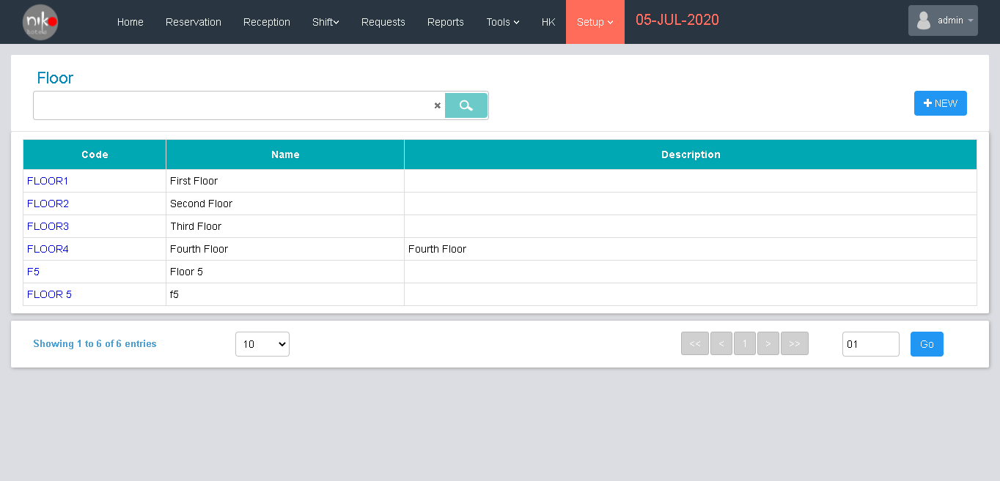 niko
hotels
Home Reservation Reception Shift Requests Reports Tools HK Setup 05-JUL-2020 admin
Floor
NEW
Code Name Description
FLOOR1 First Floor
FLOOR2 Second Floor
FLOOR3 Third Floor
FLOOR4 Fourth Floor Fourth Floor
F5 Floor 5
FLOOR 5 f5
Showing 1 to 6 of 6 entries 10 << < 1 > >> 01 Go